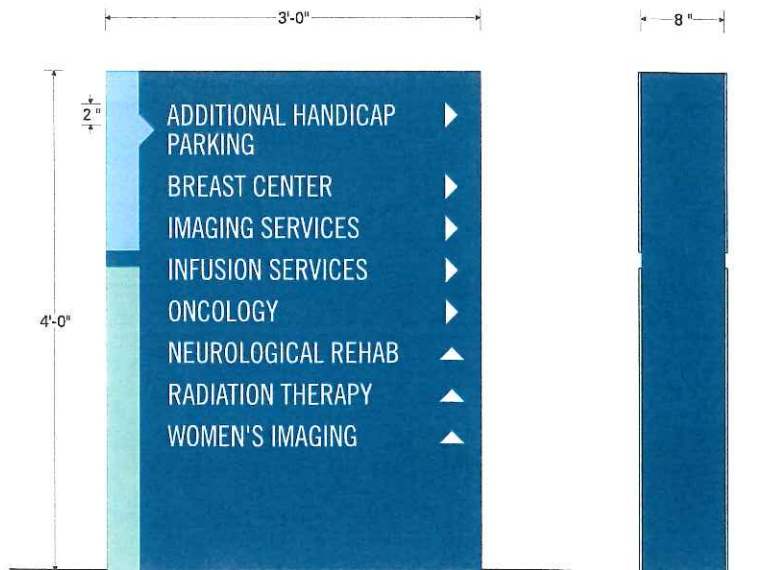 3'-0"
8 "
2 "
ADDITIONAL HANDICAP
PARKING
BREAST CENTER
IMAGING SERVICES
INFUSION SERVICES
4'-0"
ONCOLOGY
NEUROLOGICAL REHAB
RADIATION THERAPY
WOMEN'S IMAGING